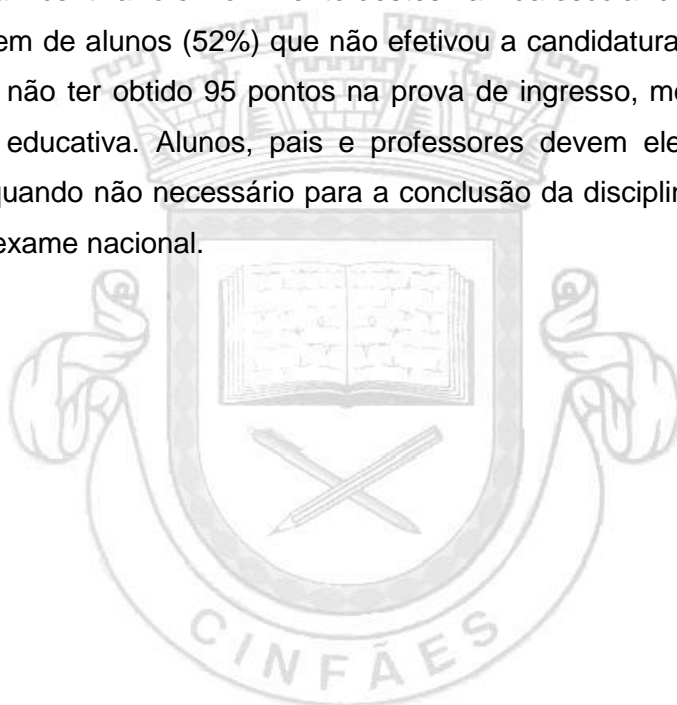 em de alunos (52%) que não efetivou a candidatura
não ter obtido 95 pontos na prova de ingresso, me
educativa. Alunos, pais e professores devem ele
quando não necessário para a conclusão da disciplin
exame nacional.
CINFÃES